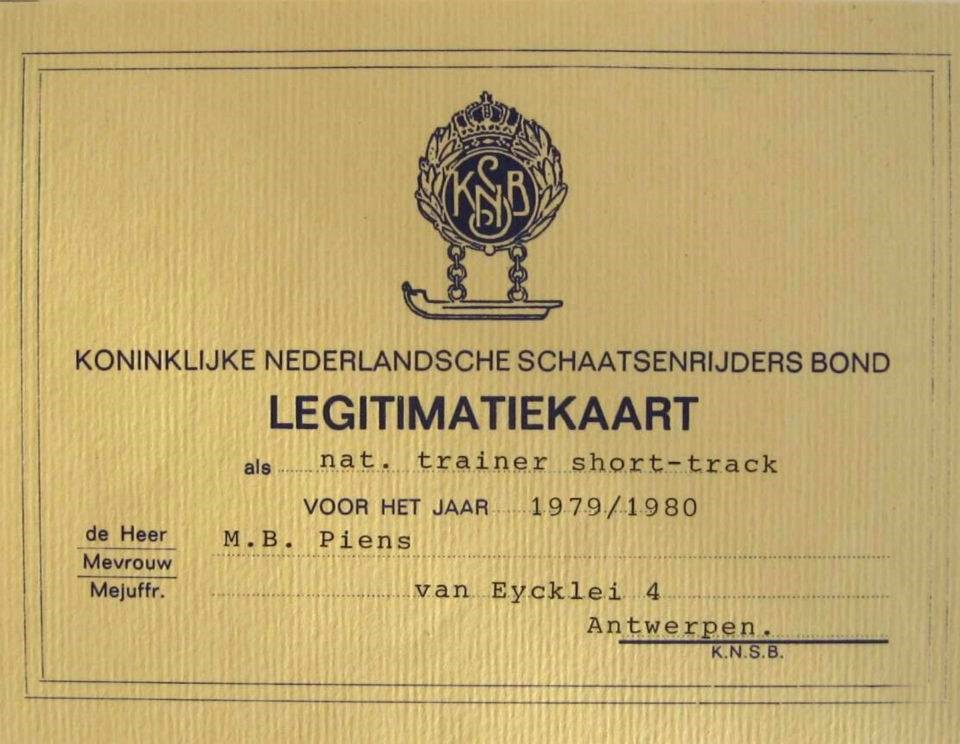 KNSB
KONINKLIJKE NEDERLANDSCHE SCHAATSENRIJDERS BOND
LEGITIMATIEKAART
als nat. trainer short-track
VOOR HET JAAR 1979/1980
de Heer M.B. Piens
Mevrouw
Mejuffr. van Eycklei 4
Antwerpen.
K.N.S.B.